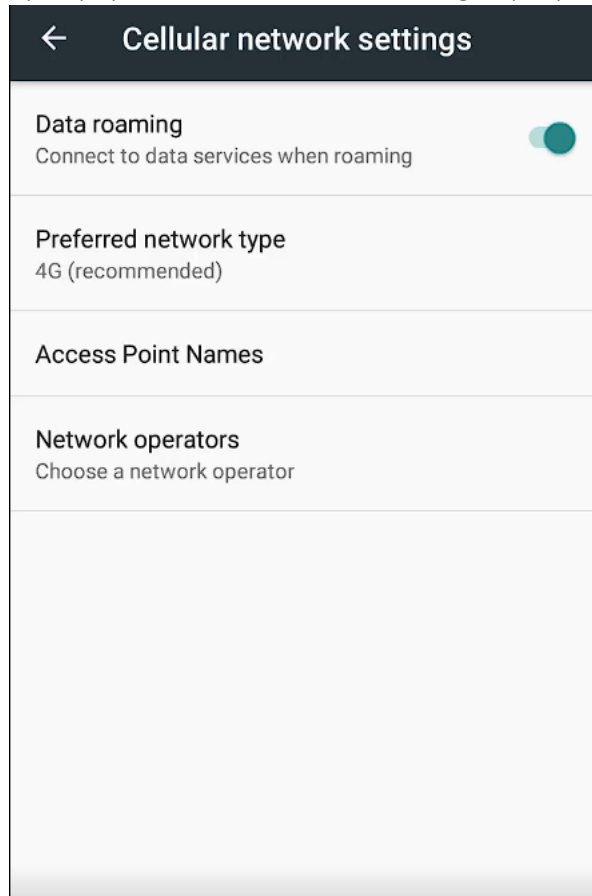 Cellular network settings
Data roaming
Connect to data services when roaming
Preferred network type
4G (recommended)
Access Point Names
Network operators
Choose a network operator